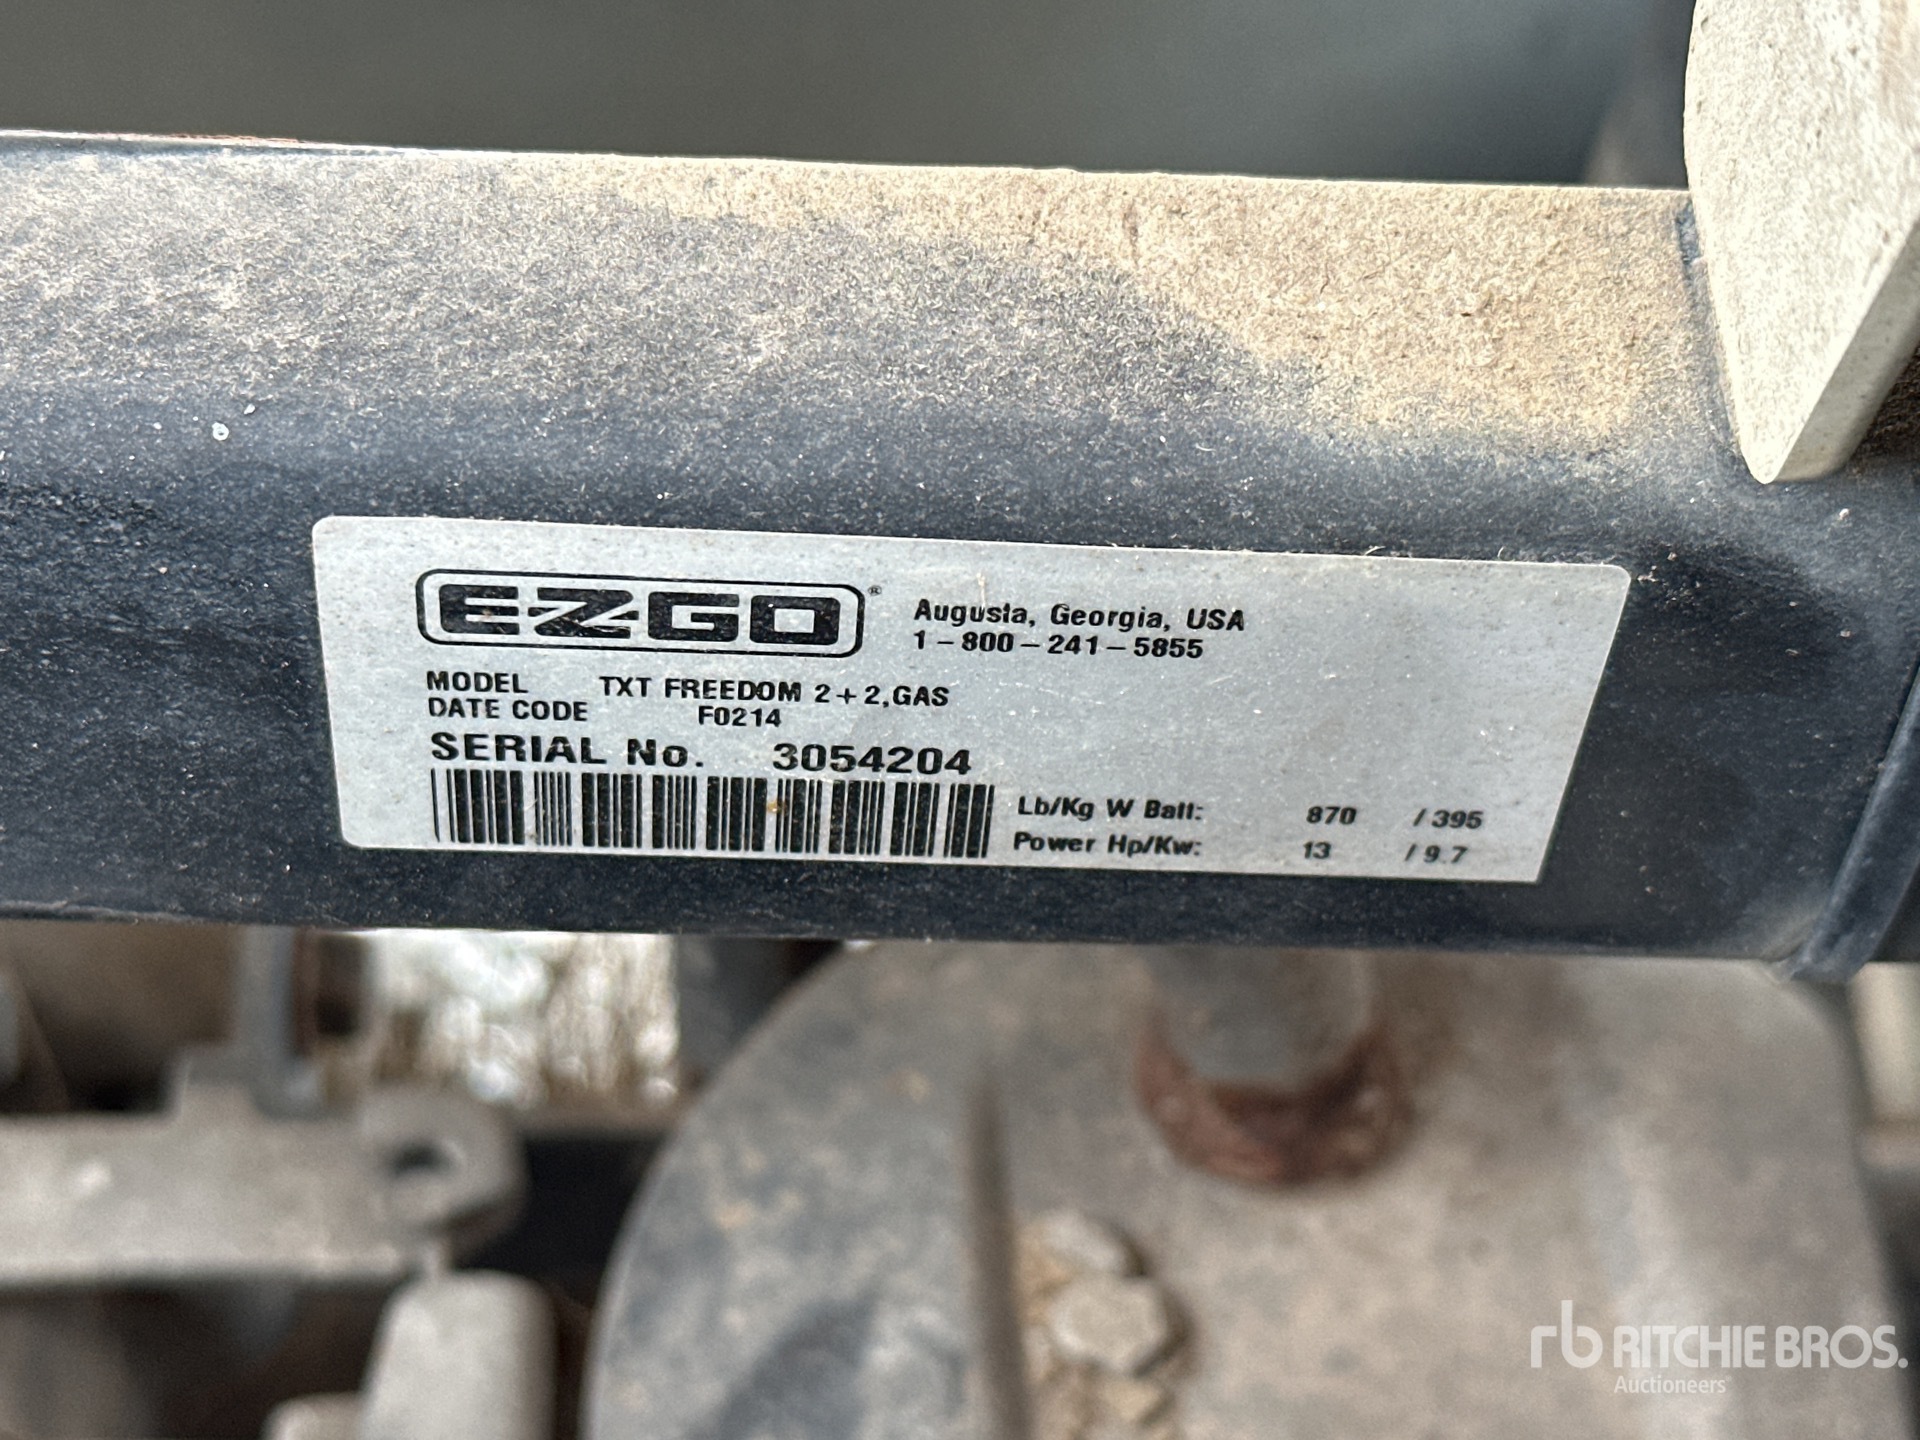 E-Z-GO® Augusta, Georgia, USA
1-800-241-5855
MODEL TXT FREEDOM 2+2,GAS
DATE CODE F0214
SERIAL No. 3054204
Lb/Kg W Batt: 870 /395
Power Hp/Kw: 13 /9.7
rb RITCHIE BROS.
Auctioneers